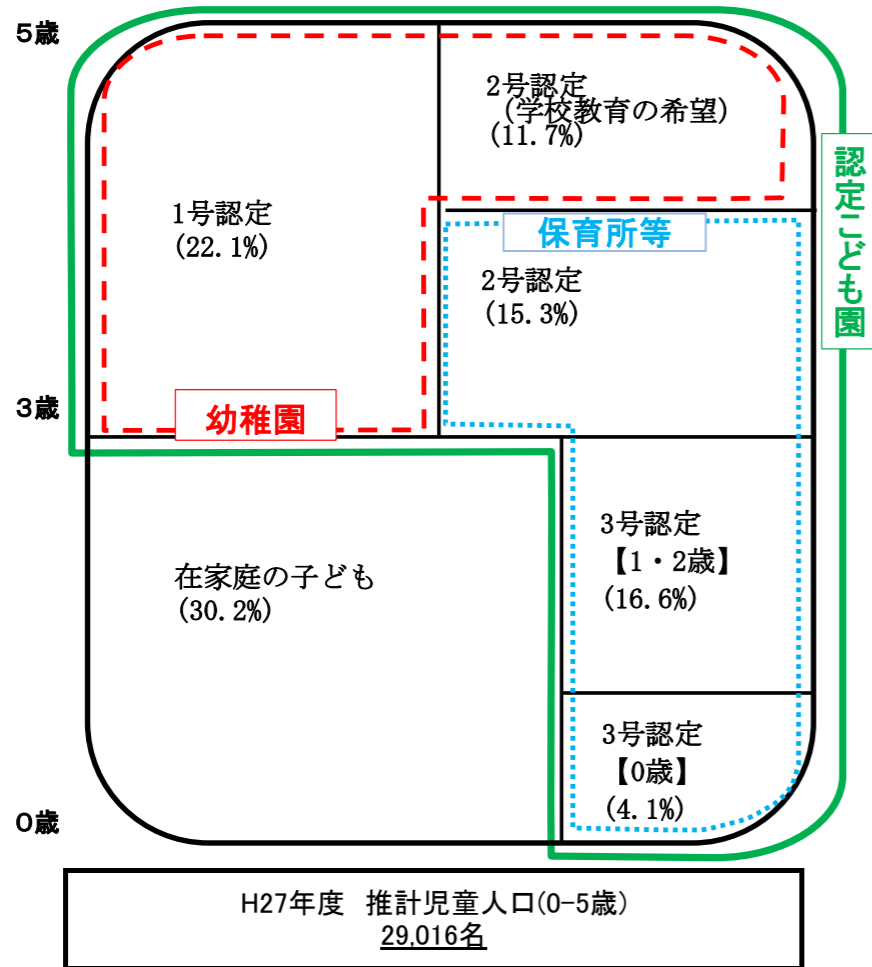 5歳
2号認定
(学校教育の希望)
(11.7%)
認定こども園
1号認定
(22.1%)
保育所等
2号認定
(15.3%)
3歳
幼稚園
3号認定
【1・2歳】
(16.6%)
在家庭の子ども
(30.2%)
3号認定
【0歳】
(4.1%)
0歳
H27年度 推計児童人口(0-5歳)
29,016名